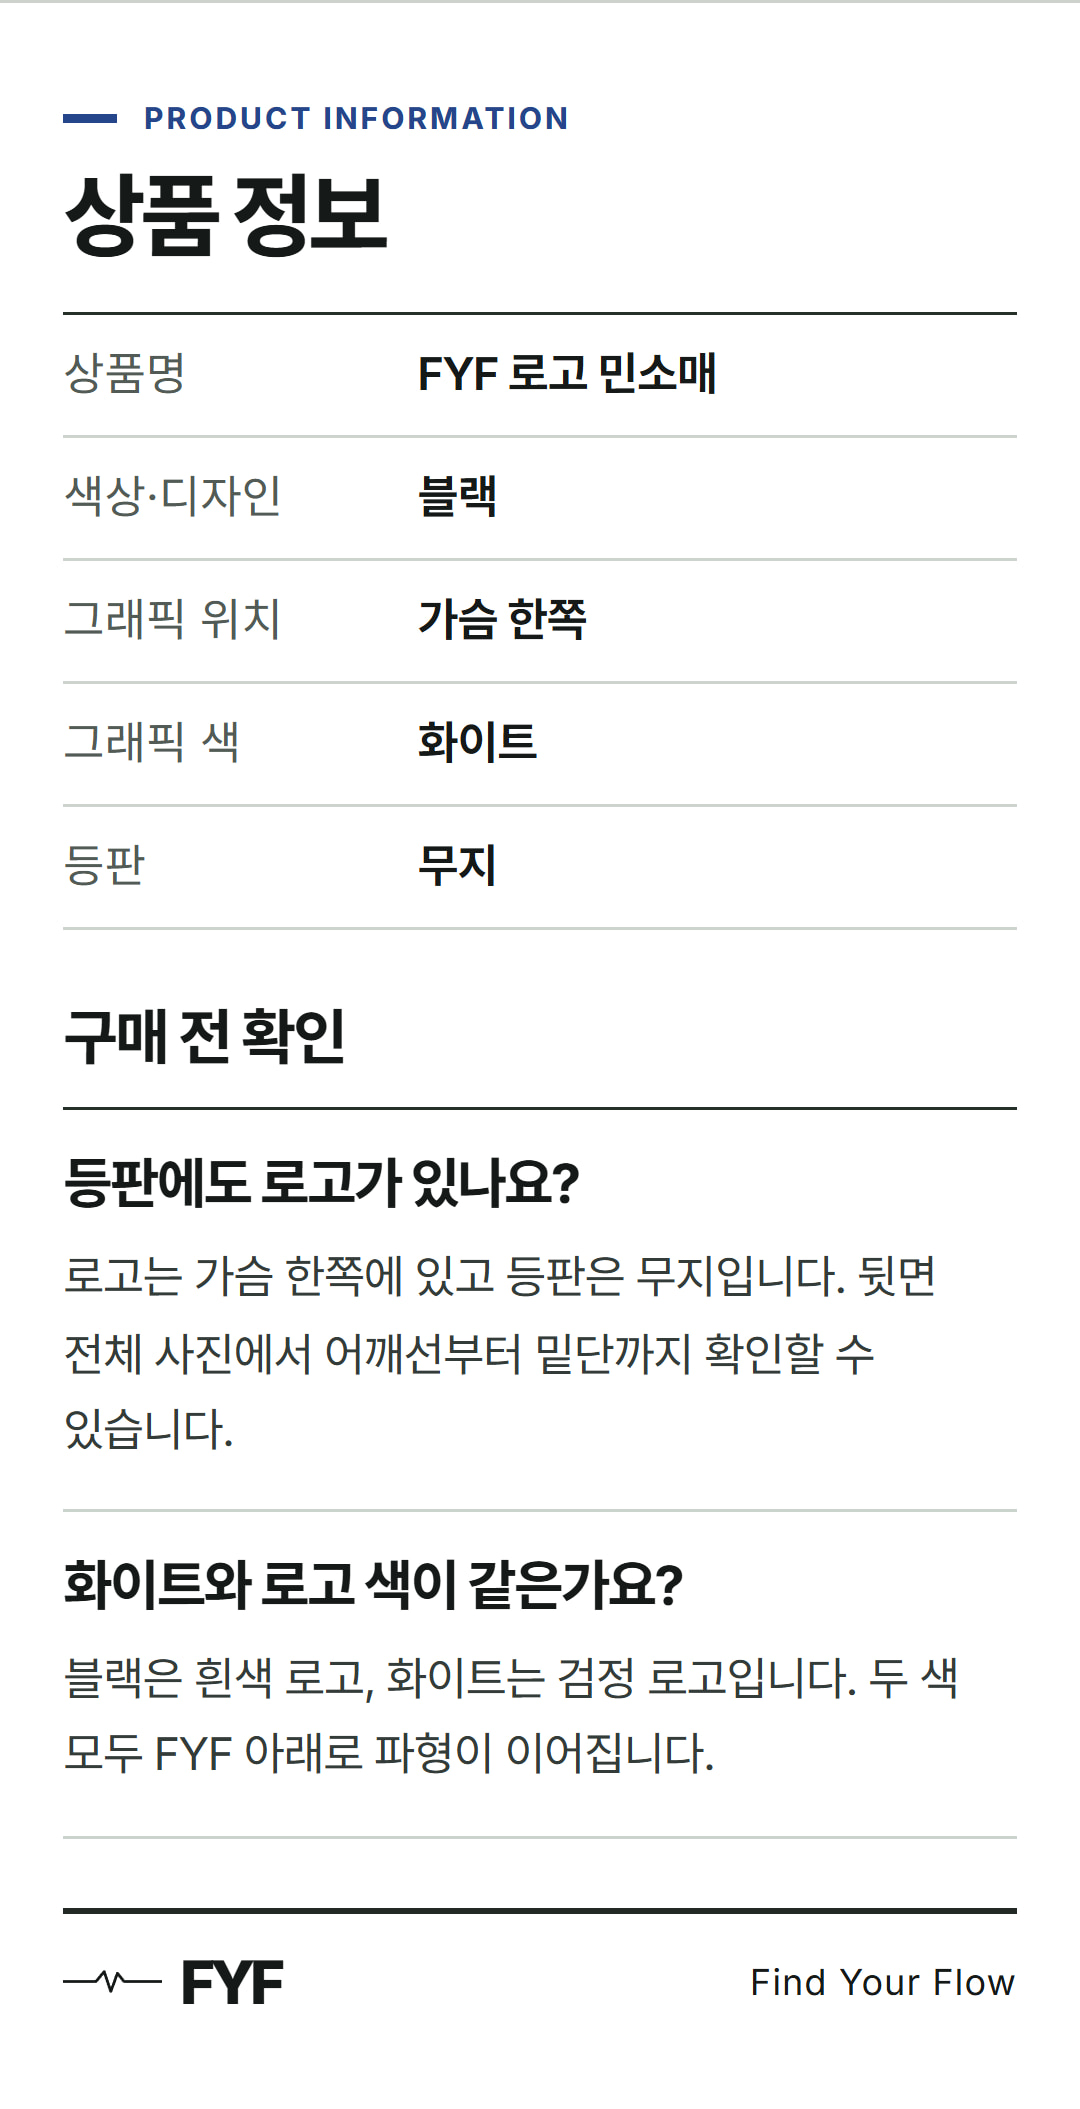 PRODUCT INFORMATION
상품 정보
상품명 FYF 로고 민소매
색상·디자인 블랙
그래픽 위치 가슴 한쪽
그래픽 색 화이트
등판 무지
구매 전 확인
등판에도 로고가 있나요?
로고는 가슴 한쪽에 있고 등판은 무지입니다. 뒷면
전체 사진에서 어깨선부터 밑단까지 확인할 수
있습니다.
화이트와 로고 색이 같은가요?
블랙은 흰색 로고, 화이트는 검정 로고입니다. 두 색
모두 FYF 아래로 파형이 이어집니다.
FYF Find Your Flow